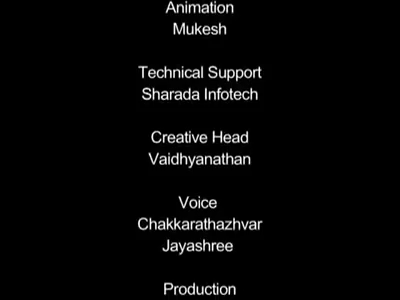 Animation
Mukesh
Technical Support
Sharada Infotech
Creative Head
Vaidhyanathan
Voice
Chakkarathazhvar
Jayashree
Production